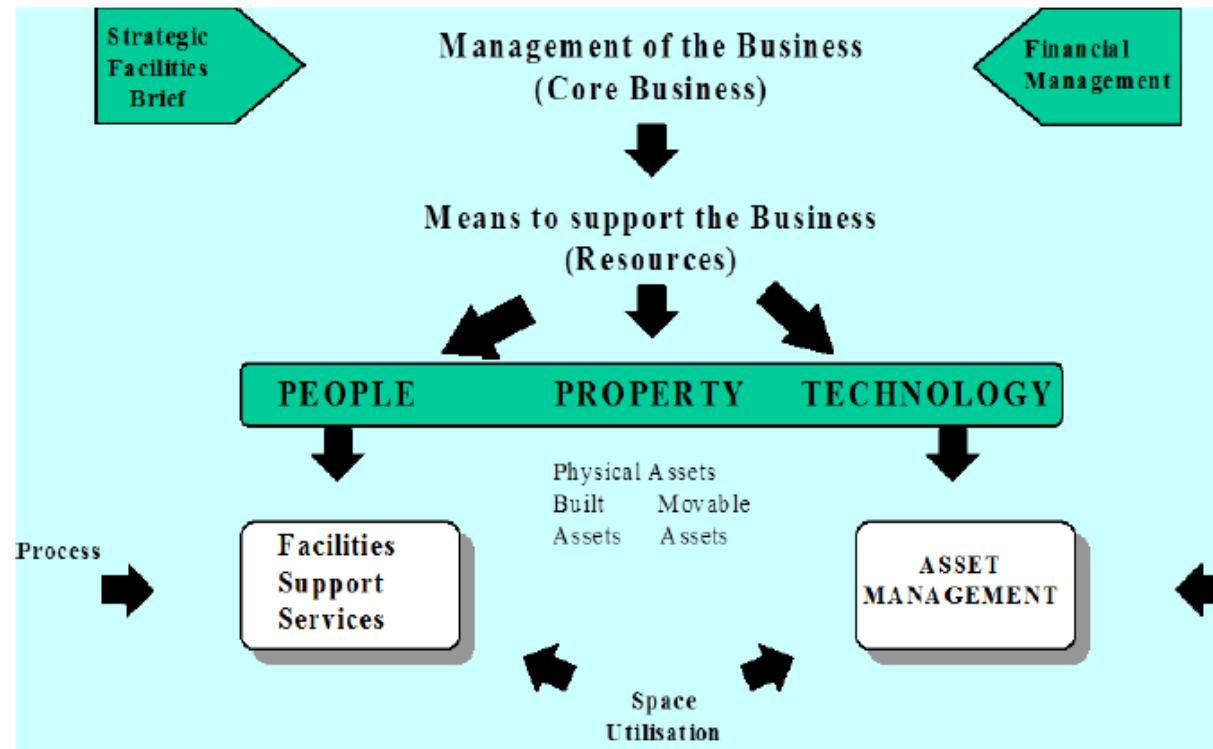 Strategic
Facilities
Brief
Management of the Business
(Core Business)
Financial
Management
Means to support the Business
(Resources)
PEOPLE PROPERTY TECHNOLOGY
Physical Assets
Built Movable
Assets Assets
Process
Facilities
Support
Services
ASSET
MANAGEMENT
Space
Utilisation